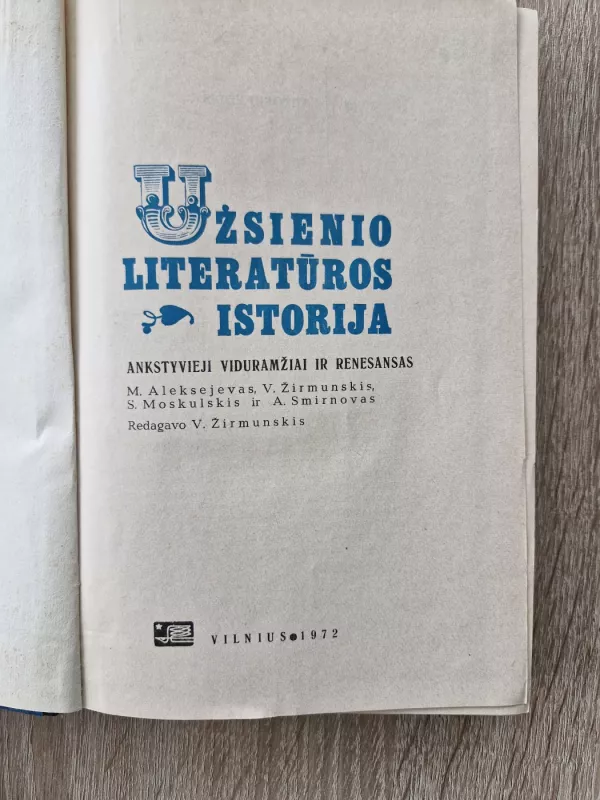 UŽSIENIO
LITERATŪROS
ISTORIJA
ANKSTYVIEJI VIDURAMŽIAI IR RENESANSAS
M. Aleksejevas, V. Žirmunskis,
S. Moskulskis ir A. Smirnovas
Redagavo V. Žirmunskis
VILNIUS●1972